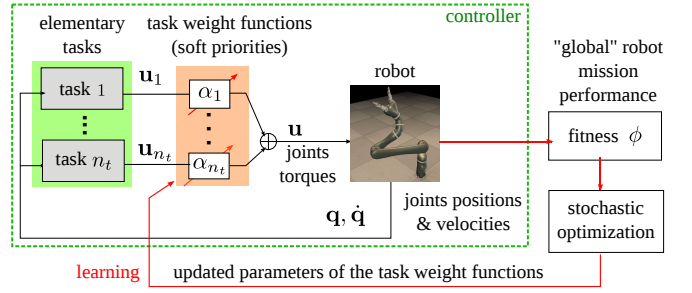 controller
elementary
tasks
task weight functions
(soft priorities)
"global" robot
mission
performance
robot
task 1
u₁
α₁
task nₜ
uₙₜ
αₙₜ
u
joints
torques
fitness ϕ
q, q̇
joints positions
& velocities
stochastic
optimization
learning
updated parameters of the task weight functions